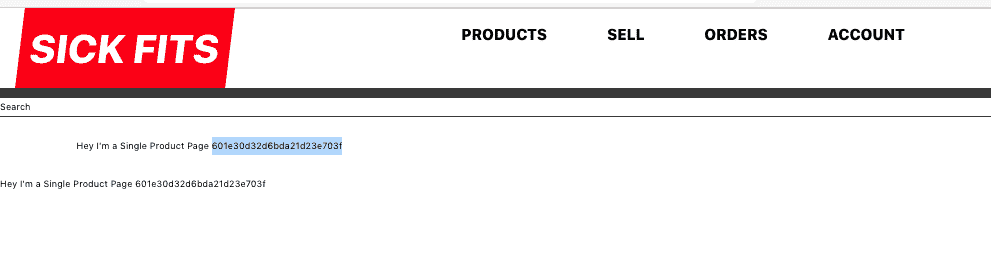 SICK FITS
PRODUCTS SELL ORDERS ACCOUNT
Search
Hey I'm a Single Product Page 601e30d32d6bda21d23e703f
Hey I'm a Single Product Page 601e30d32d6bda21d23e703f